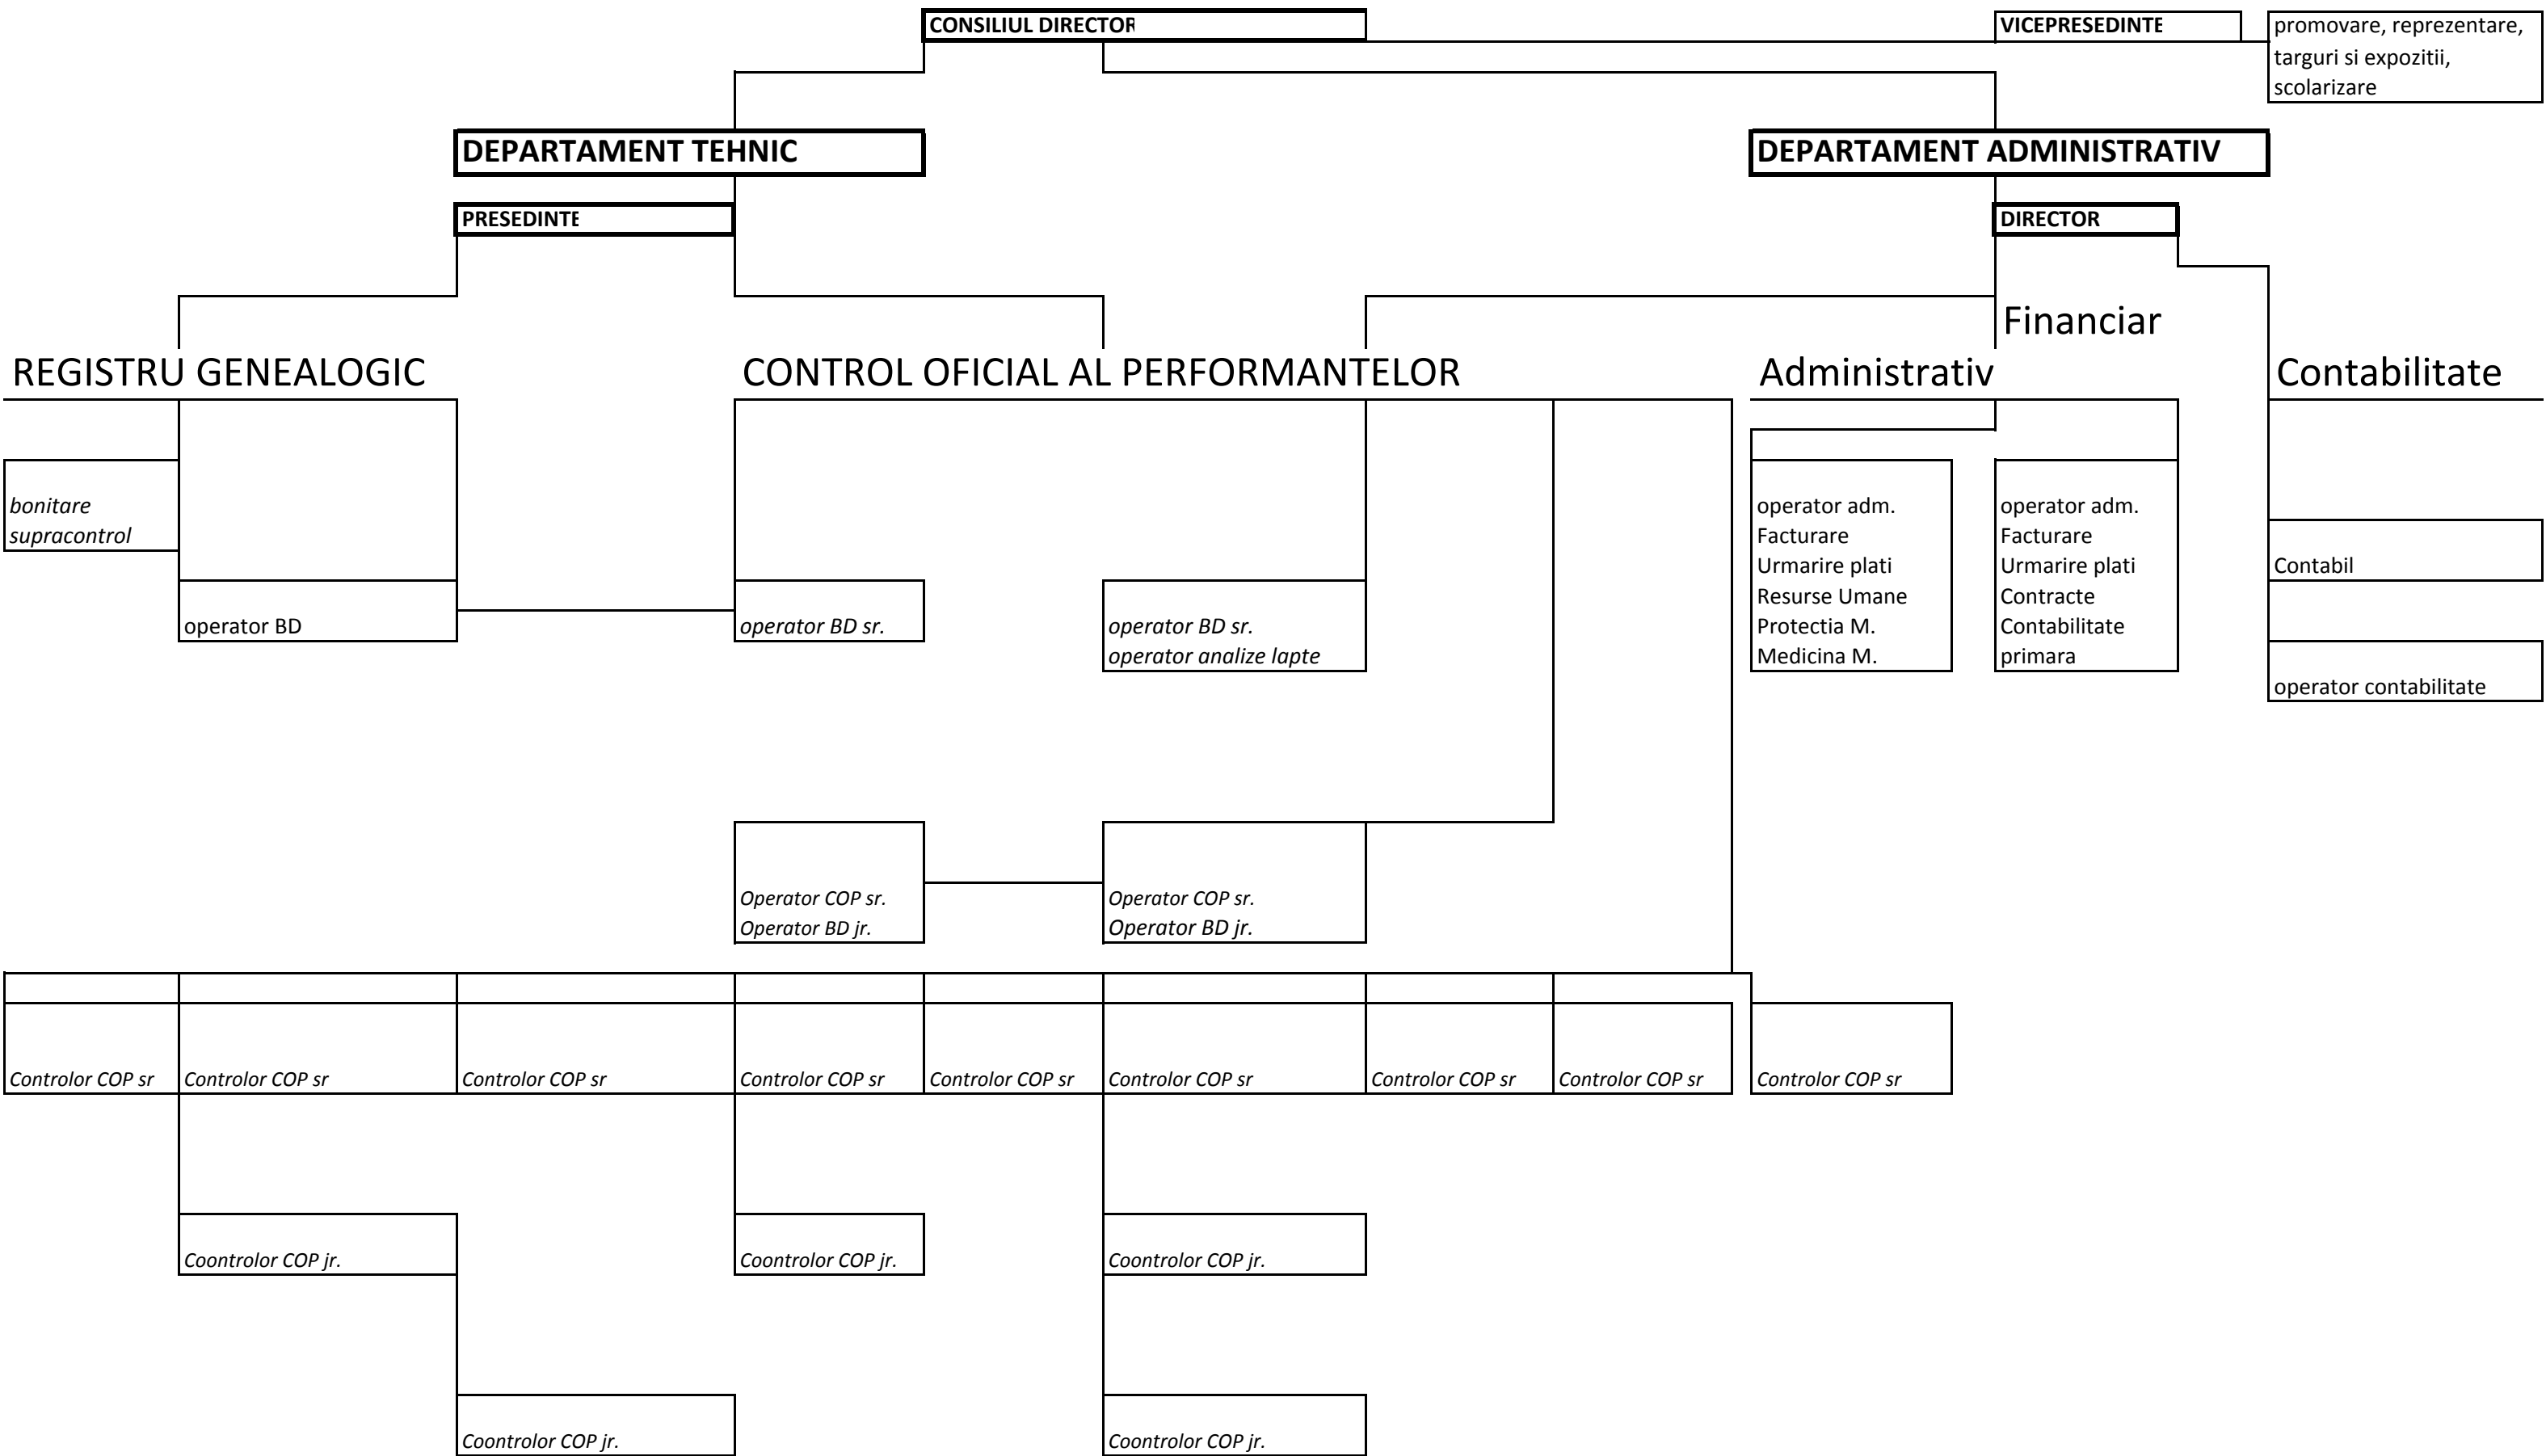 CONSILIUL DIRECTOR
VICEPRESEDINTE
promovare, reprezentare,
targuri si expozitii,
scolarizare
DEPARTAMENT TEHNIC
DEPARTAMENT ADMINISTRATIV
PRESEDINTE
DIRECTOR
Financiar
REGISTRU GENEALOGIC
CONTROL OFICIAL AL PERFORMANTELOR
Administrativ
Contabilitate
bonitare
supracontrol
operator BD
operator BD sr.
operator BD sr.
operator analize lapte
operator adm.
Facturare
Urmarire plati
Resurse Umane
Protectia M.
Medicina M.
operator adm.
Facturare
Urmarire plati
Contracte
Contabilitate
primara
Contabil
operator contabilitate
Operator COP sr.
Operator BD jr.
Operator COP sr.
Operator BD jr.
Controlor COP sr
Controlor COP sr
Controlor COP sr
Controlor COP sr
Controlor COP sr
Controlor COP sr
Controlor COP sr
Controlor COP sr
Controlor COP sr
Coontrolor COP jr.
Coontrolor COP jr.
Coontrolor COP jr.
Coontrolor COP jr.
Coontrolor COP jr.